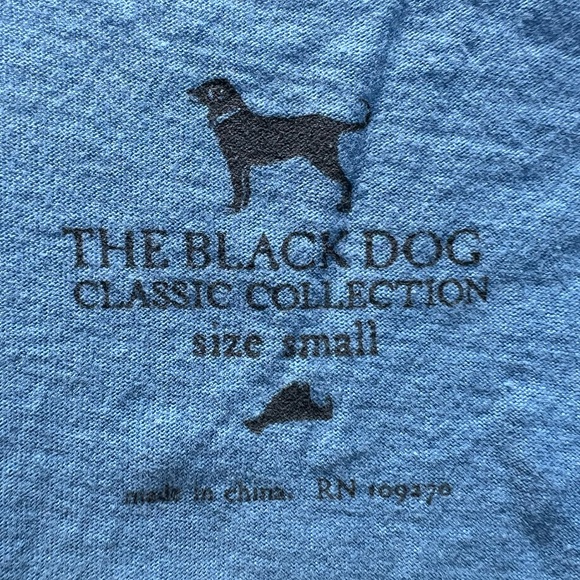 THE BLACK DOG
CLASSIC COLLECTION
size small
made in china. RN 109270